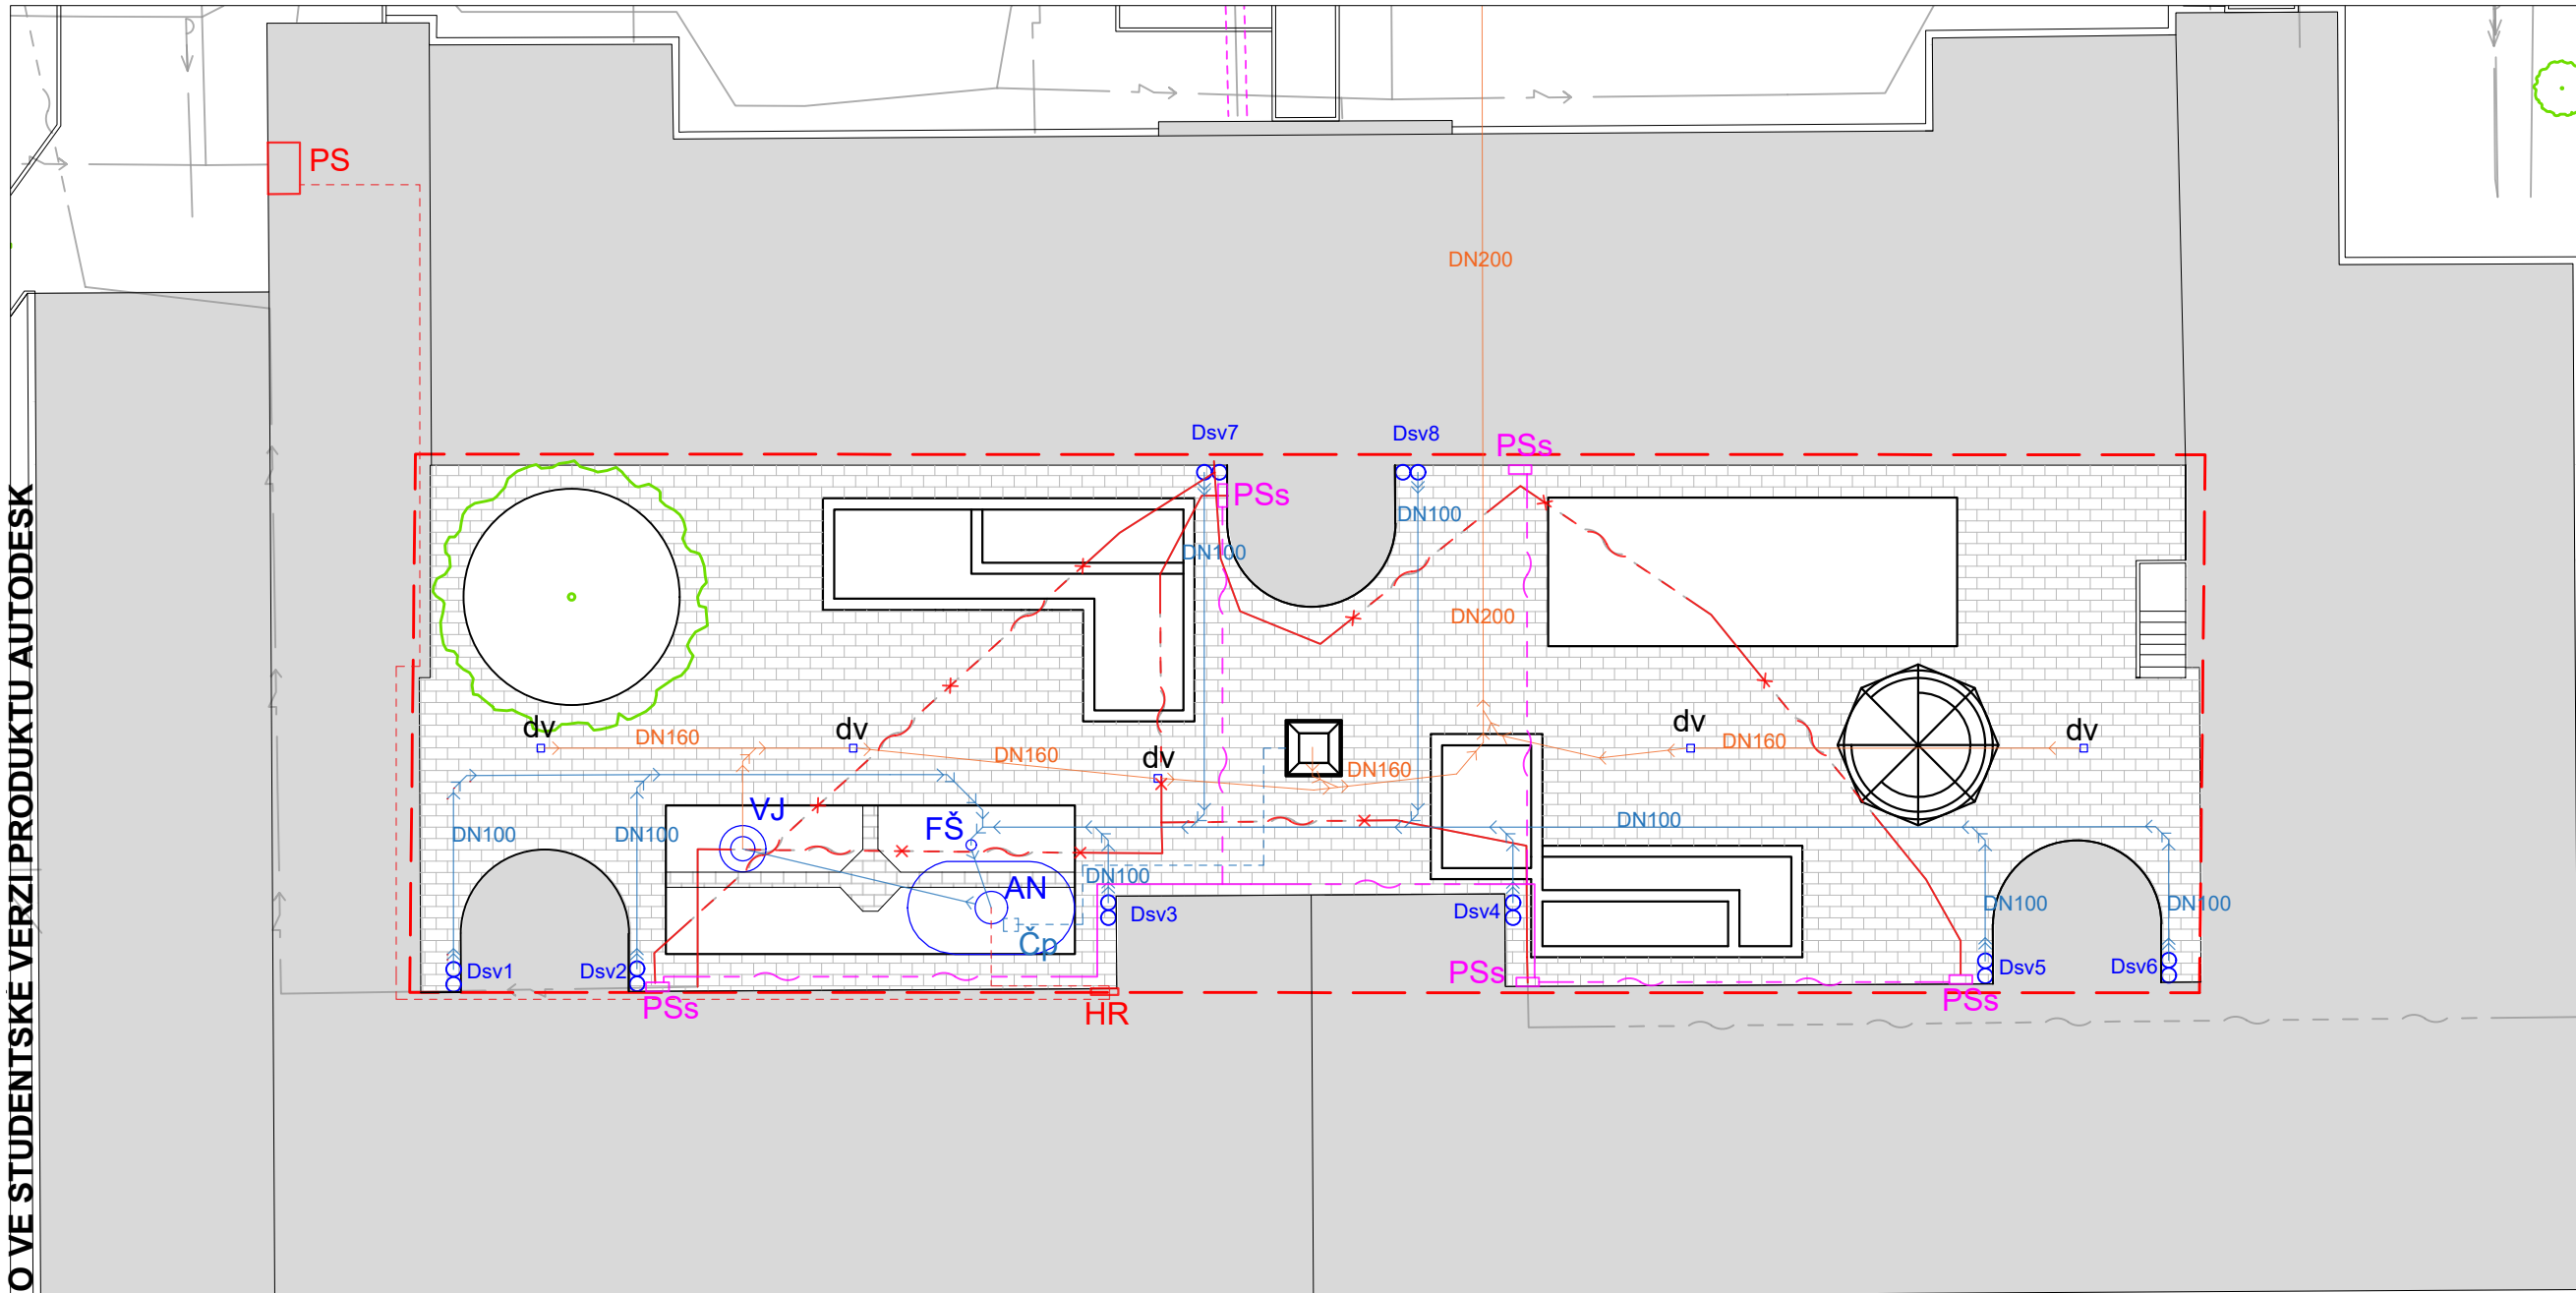 PS
DN200
Dsv7
Dsv8
PSs
PSs
DN100
DN100
DN200
dv
dv
dv
dv
dv
DN160
DN160
DN160
DN160
VJ
FŠ
AN
Čp
DN100
DN100
DN100
DN100
DN100
DN100
Dsv1
Dsv2
Dsv3
Dsv4
Dsv5
Dsv6
PSs
PSs
PSs
HR
O VE STUDENTSKÉ VERZI PRODUKTU AUTODESK